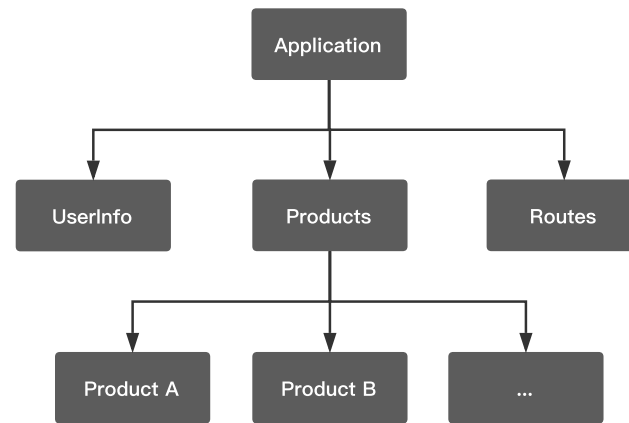 Application
UserInfo
Products
Routes
Product A
Product B
...